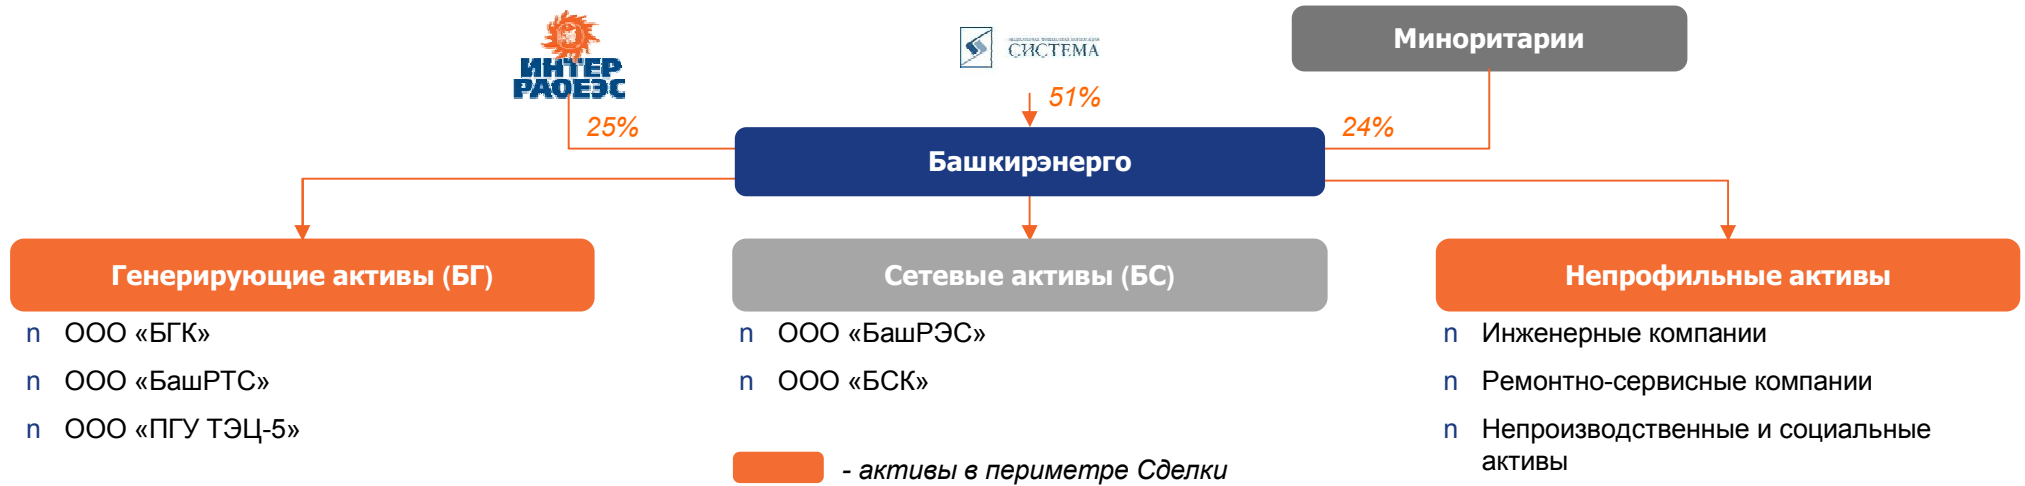 ИНТЕР
РАОЕЭС
СИСТЕМА
Миноритарии
25%
51%
24%
Башкирэнерго
Генерирующие активы (БГ)
n ООО «БГК»
n ООО «БашРТС»
n ООО «ПГУ ТЭЦ-5»
Сетевые активы (БС)
n ООО «БашРЭС»
n ООО «БСК»
- активы в периметре Сделки
Непрофильные активы
n Инженерные компании
n Ремонтно-сервисные компании
n Непроизводственные и социальные
активы